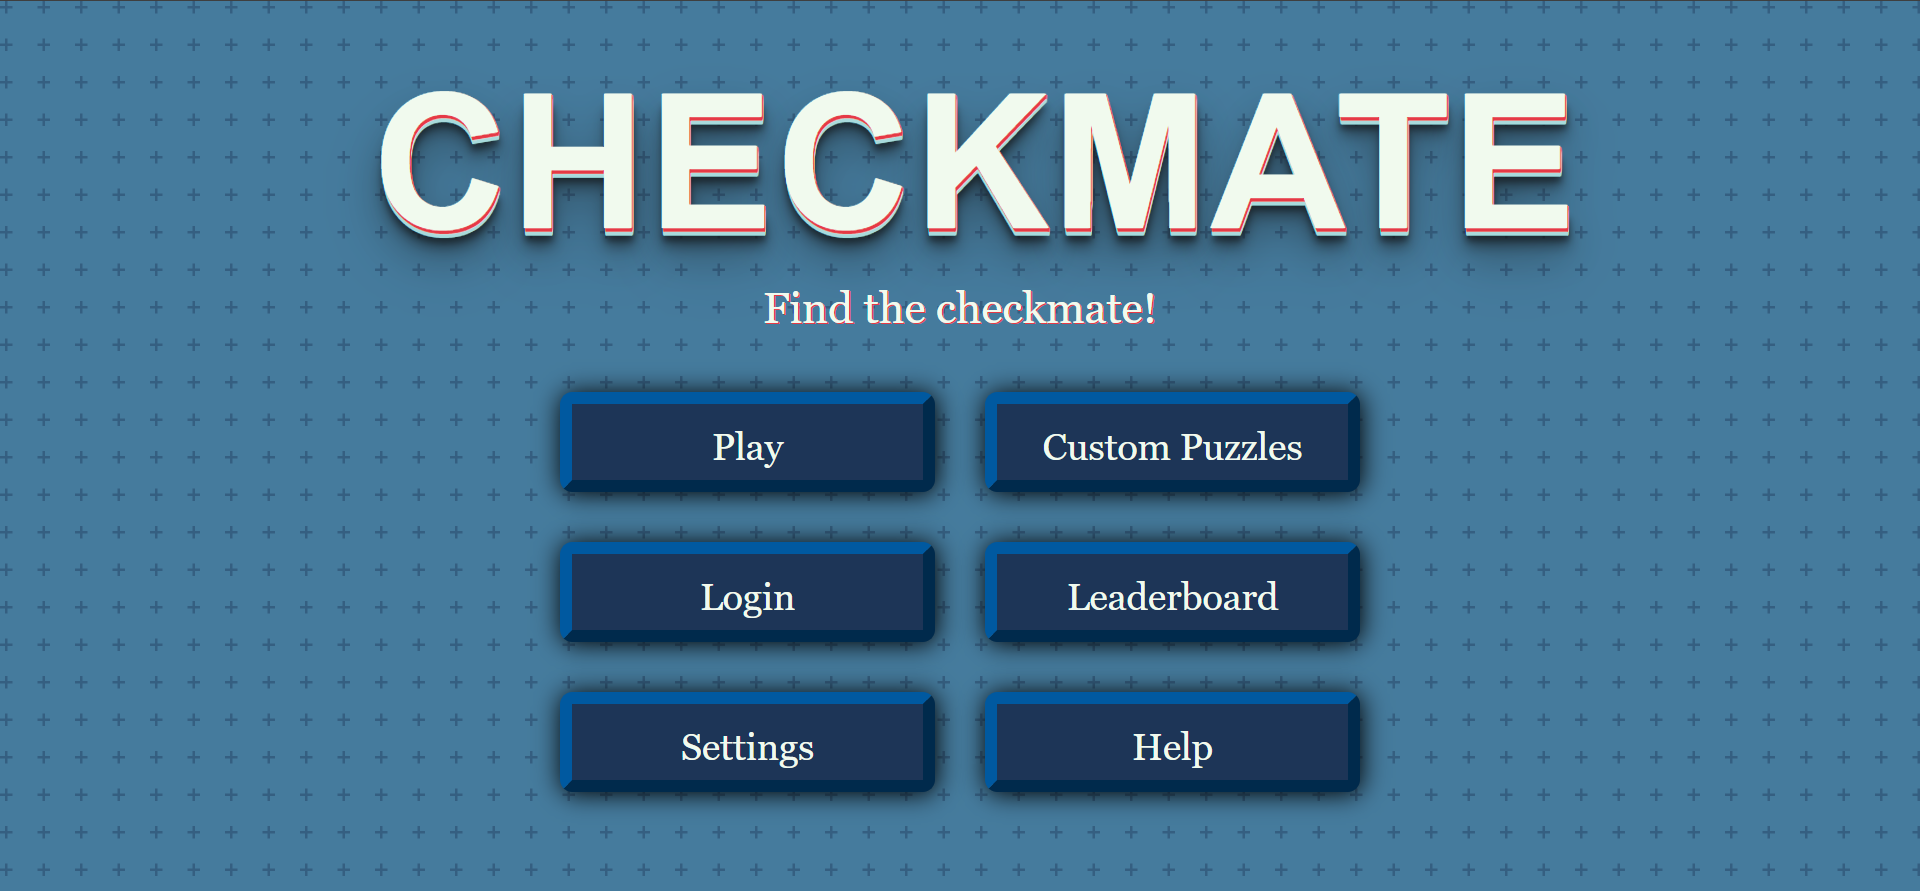 CHECKMATE
Find the checkmate!
Play
Custom Puzzles
Login
Leaderboard
Settings
Help